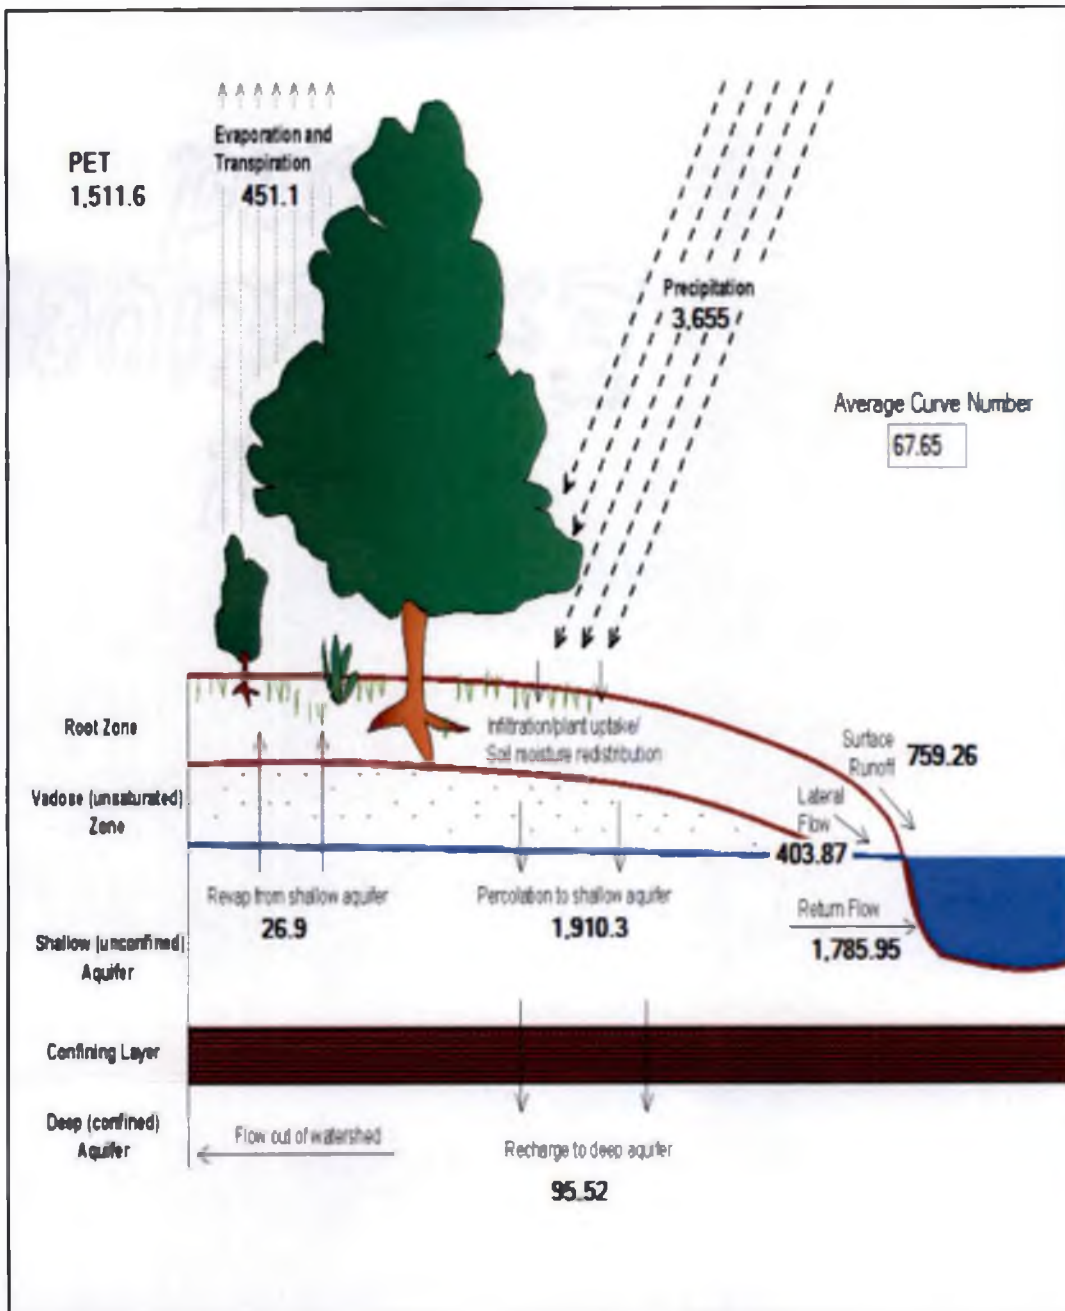 PET
1,511.6
Evaporation and
Transpiration
451.1
Precipitation
3,655
Average Curve Number
67.65
Root Zone
Infiltration/plant uptake/
Soil moisture redistribution
Surface
Runoff
759.26
Vadose (unsaturated)
Zone
Lateral
Flow
403.87
Revap from shallow aquifer
26.9
Percolation to shallow aquifer
1,910.3
Return Flow
1,785.95
Shallow (unconfined)
Aquifer
Confining Layer
Deep (confined)
Aquifer
Flow out of watershed
Recharge to deep aquifer
95.52